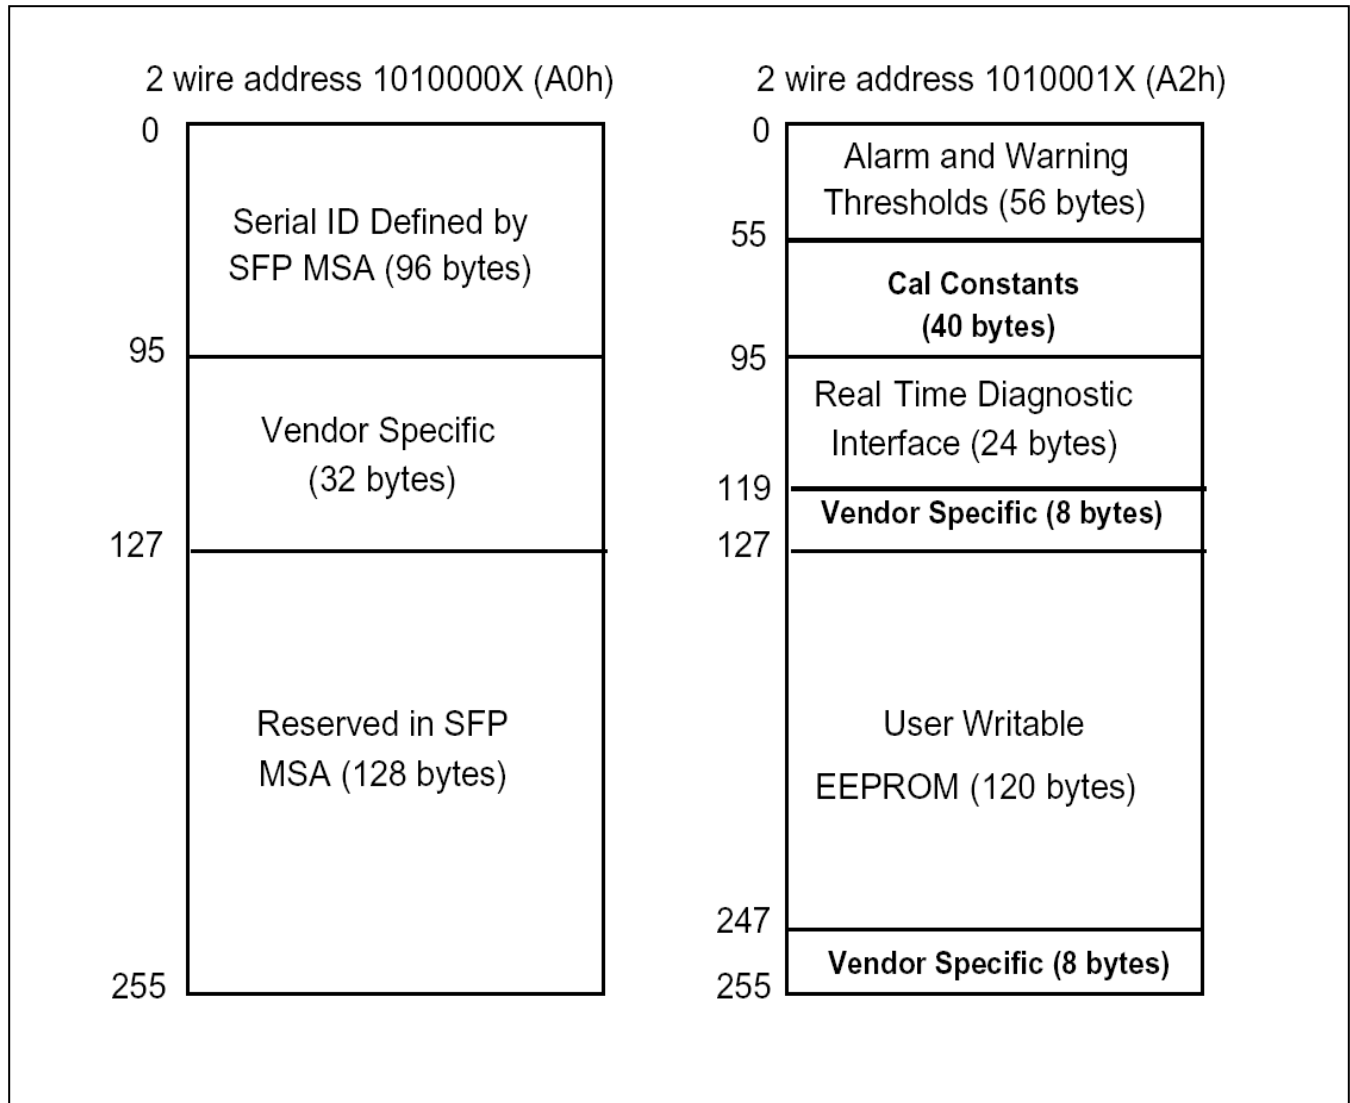 2 wire address 1010000X (A0h)
0
Serial ID Defined by
SFP MSA (96 bytes)
95
Vendor Specific
(32 bytes)
127
Reserved in SFP
MSA (128 bytes)
255
2 wire address 1010001X (A2h)
0
Alarm and Warning
Thresholds (56 bytes)
55
Cal Constants
(40 bytes)
95
Real Time Diagnostic
Interface (24 bytes)
119
Vendor Specific (8 bytes)
127
User Writable
EEPROM (120 bytes)
247
Vendor Specific (8 bytes)
255